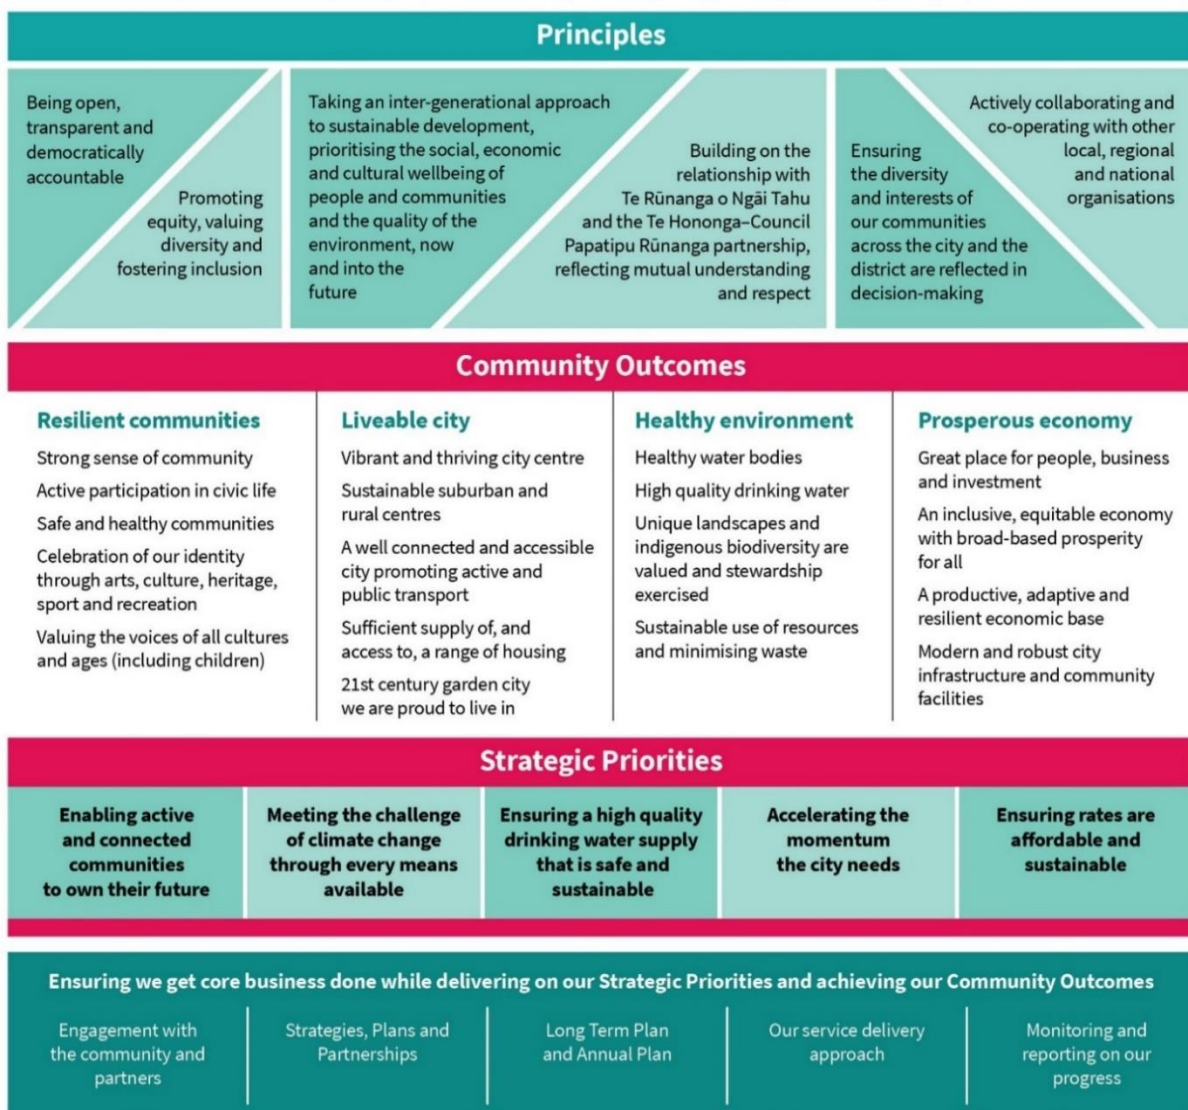 Principles
Being open,
transparent and
democratically
accountable
Promoting
equity, valuing
diversity and
fostering inclusion
Taking an inter-generational approach
to sustainable development,
prioritising the social, economic
and cultural wellbeing of
people and communities
and the quality of the
environment, now
and into the
future
Building on the
relationship with
Te Rūnanga o Ngāi Tahu
and the Te Hononga–Council
Papatipu Rūnanga partnership,
reflecting mutual understanding
and respect
Ensuring
the diversity
and interests of
our communities
across the city and the
district are reflected in
decision-making
Actively collaborating and
co-operating with other
local, regional
and national
organisations
Community Outcomes
Resilient communities
Strong sense of community
Active participation in civic life
Safe and healthy communities
Celebration of our identity
through arts, culture, heritage,
sport and recreation
Valuing the voices of all cultures
and ages (including children)
Liveable city
Vibrant and thriving city centre
Sustainable suburban and
rural centres
A well connected and accessible
city promoting active and
public transport
Sufficient supply of, and
access to, a range of housing
21st century garden city
we are proud to live in
Healthy environment
Healthy water bodies
High quality drinking water
Unique landscapes and
indigenous biodiversity are
valued and stewardship
exercised
Sustainable use of resources
and minimising waste
Prosperous economy
Great place for people, business
and investment
An inclusive, equitable economy
with broad-based prosperity
for all
A productive, adaptive and
resilient economic base
Modern and robust city
infrastructure and community
facilities
Strategic Priorities
Enabling active
and connected
communities
to own their future
Meeting the challenge
of climate change
through every means
available
Ensuring a high quality
drinking water supply
that is safe and
sustainable
Accelerating the
momentum
the city needs
Ensuring rates are
affordable and
sustainable
Ensuring we get core business done while delivering on our Strategic Priorities and achieving our Community Outcomes
Engagement with
the community and
partners
Strategies, Plans and
Partnerships
Long Term Plan
and Annual Plan
Our service delivery
approach
Monitoring and
reporting on our
progress